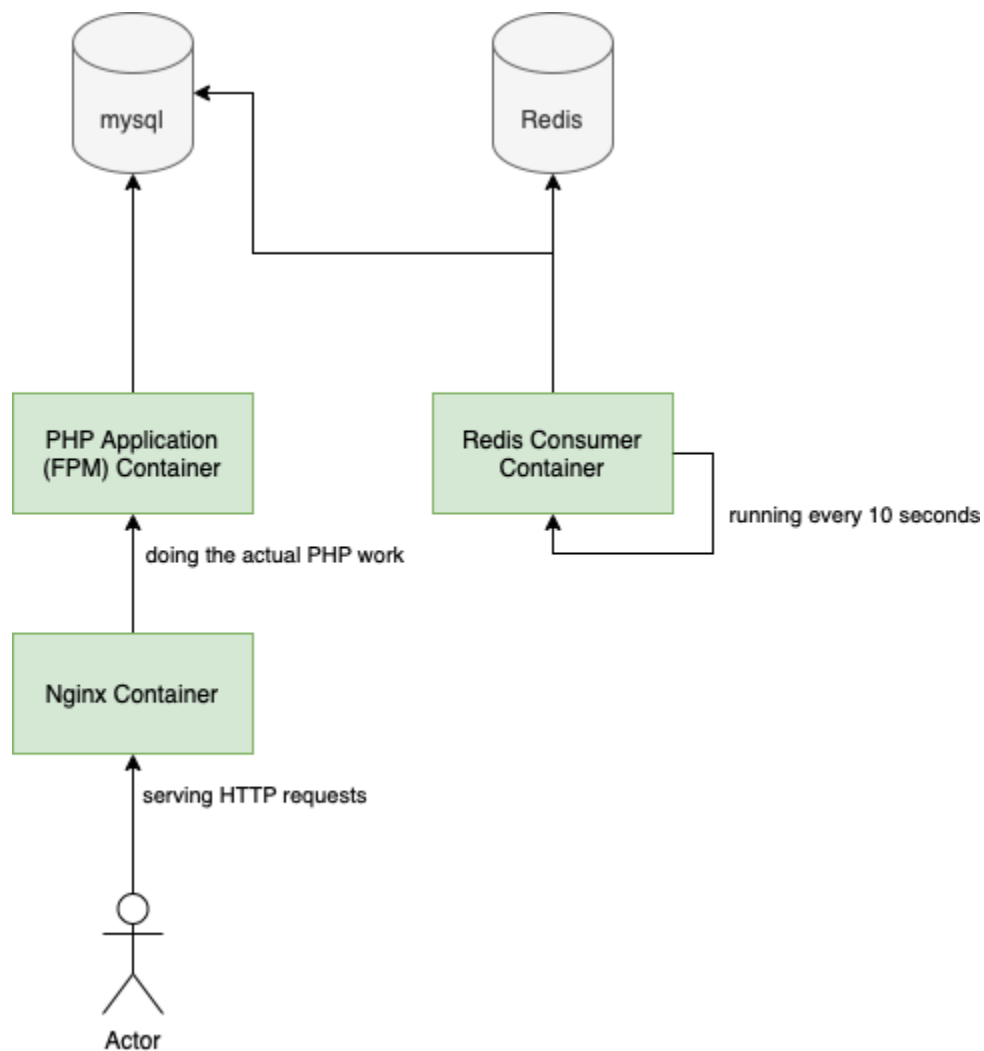 mysql
Redis
PHP Application
(FPM) Container
Redis Consumer
Container
running every 10 seconds
doing the actual PHP work
Nginx Container
serving HTTP requests
Actor